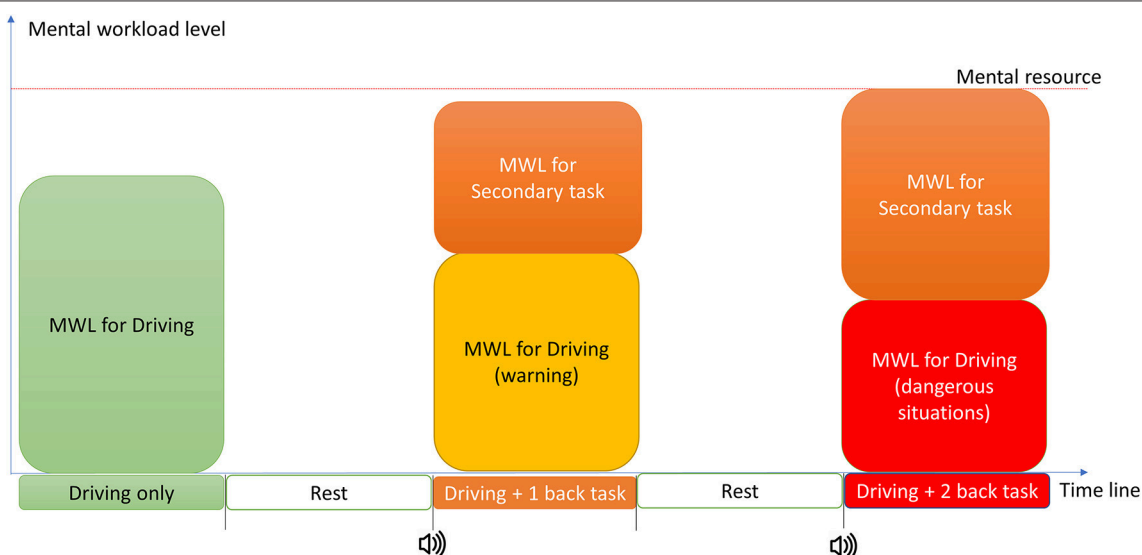 Mental workload level
Mental resource
MWL for
Secondary task
MWL for
Secondary task
MWL for Driving
MWL for Driving
(warning)
MWL for Driving
(dangerous
situations)
Driving only
Rest
Driving + 1 back task
Rest
Driving + 2 back task
Time line